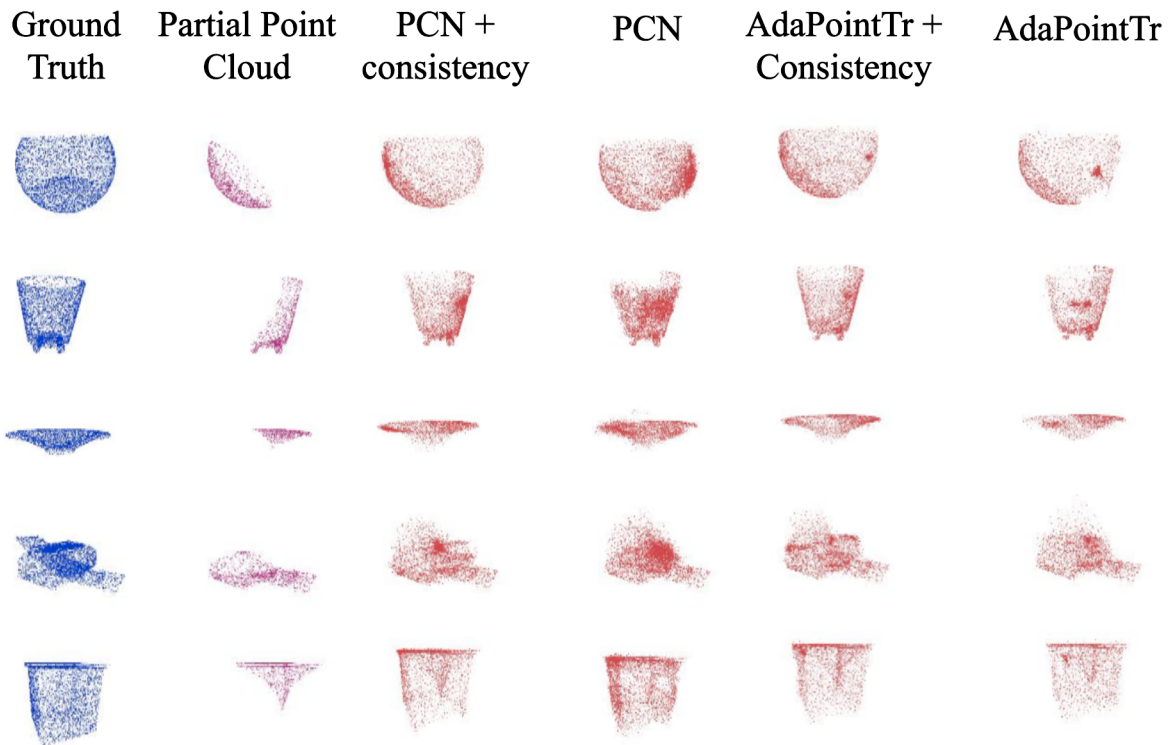 Ground
Truth
Partial Point
Cloud
PCN +
consistency
PCN
AdaPointTr +
Consistency
AdaPointTr